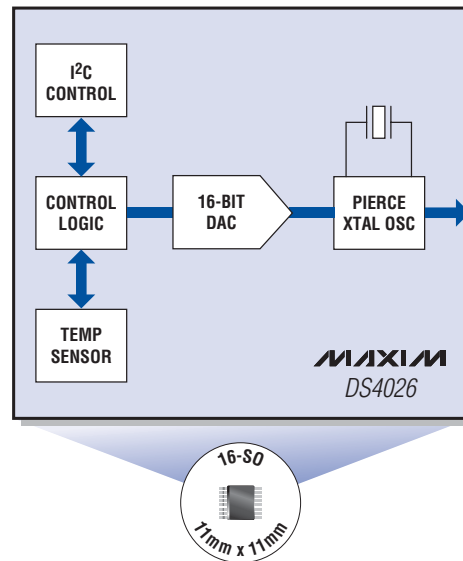 I²C
CONTROL
CONTROL
LOGIC
16-BIT
DAC
PIERCE
XTAL OSC
TEMP
SENSOR
MAXIM
DS4026
16-SO
11mm x 11mm